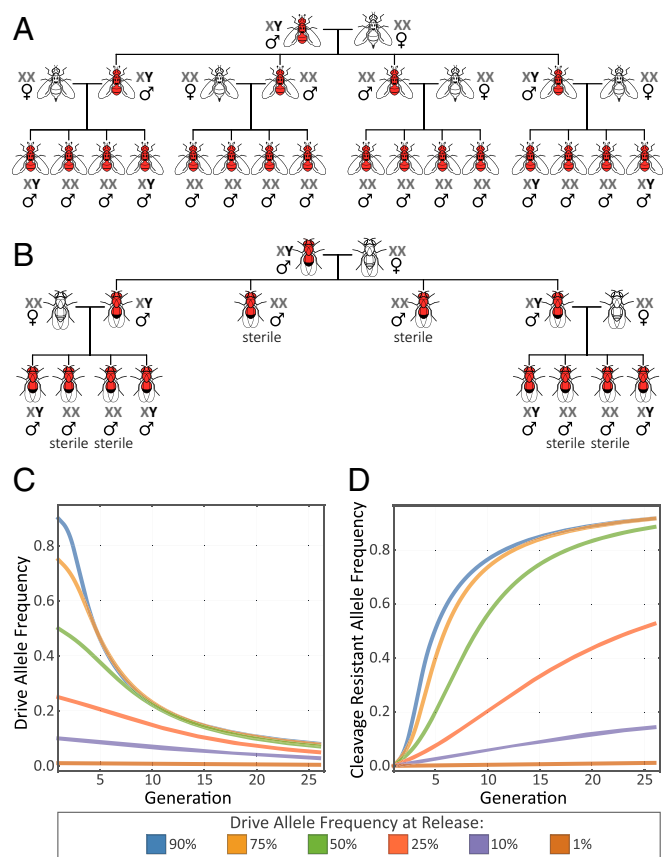 A
XY ♂ XX ♀
XX ♀ XY ♂ XX ♀ XX ♂ XX ♂ XX ♀ XY ♂ XX ♀
XY XX XX XY XX XX XX XX XX XX XX XX XY XX XX XY
♂ ♂ ♂ ♂ ♂ ♂ ♂ ♂ ♂ ♂ ♂ ♂ ♂ ♂ ♂ ♂
B
XY ♂ XX ♀
XX ♀ XY ♂ XX ♂ XX ♂ XY ♂ XX ♀
sterile sterile
XY XX XX XY XY XX XX XY
♂ ♂ ♂ ♂ ♂ ♂ ♂ ♂
sterile sterile sterile sterile
C
Drive Allele Frequency
0.8
0.6
0.4
0.2
0.0
5 10 15 20 25
Generation
D
Cleavage Resistant Allele Frequency
0.8
0.6
0.4
0.2
0.0
5 10 15 20 25
Generation
Drive Allele Frequency at Release:
90% 75% 50% 25% 10% 1%